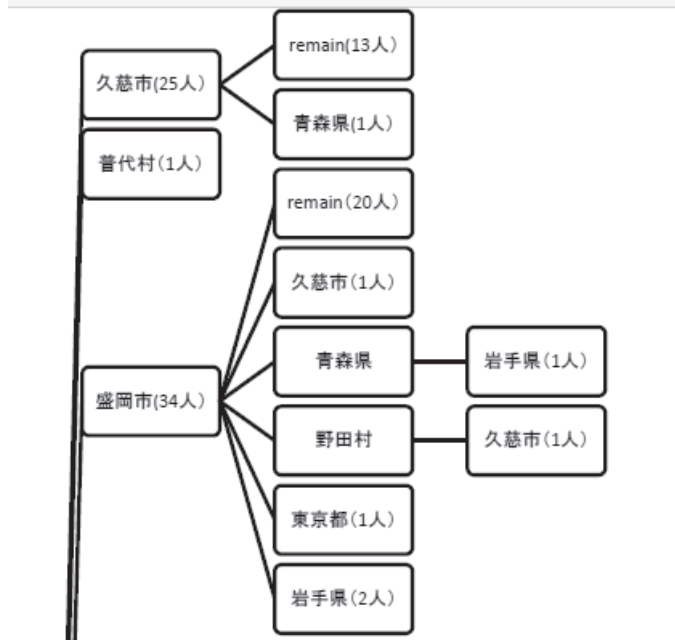 remain(13人)
久慈市(25人)
青森県(1人)
普代村(1人)
remain(20人)
久慈市(1人)
青森県
岩手県(1人)
盛岡市(34人)
野田村
久慈市(1人)
東京都(1人)
岩手県(2人)